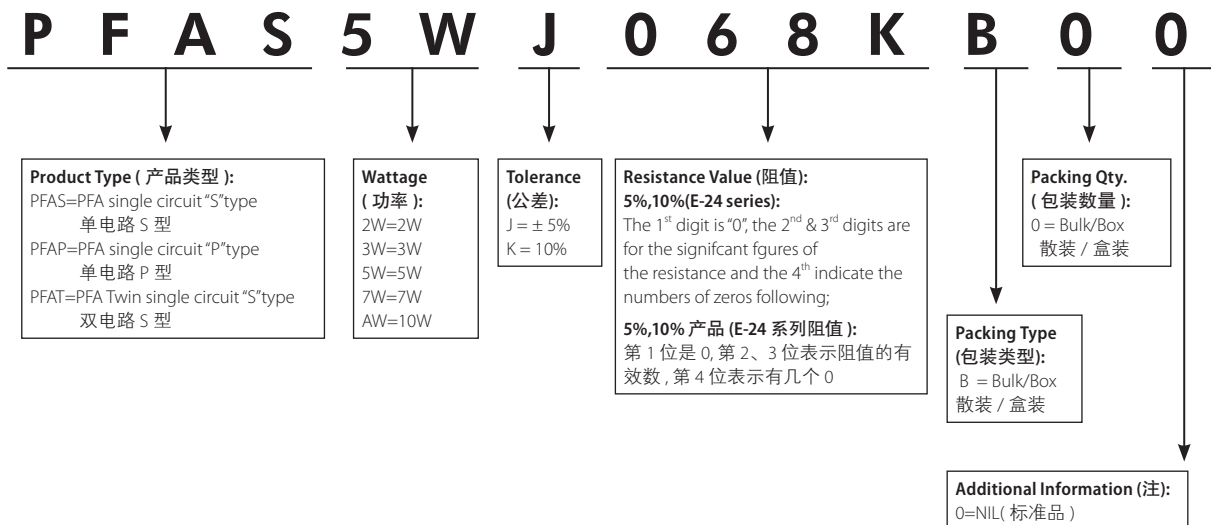 P F A S 5 W J 0 6 8 K B 0 0
Product Type ( 产品类型 ):
PFAS=PFA single circuit “S”type
单电路 S 型
PFAP=PFA single circuit “P”type
单电路 P 型
PFAT=PFA Twin single circuit “S”type
双电路 S 型
Wattage
( 功率 ):
2W=2W
3W=3W
5W=5W
7W=7W
AW=10W
Tolerance
(公差):
J = ± 5%
K = 10%
Resistance Value (阻值):
5%,10%(E-24 series):
The 1st digit is “0”, the 2nd & 3rd digits are
for the signifcant fgures of
the resistance and the 4th indicate the
numbers of zeros following;
5%,10% 产品 (E-24 系列阻值 ):
第 1 位是 0, 第 2、3 位表示阻值的有
效数 , 第 4 位表示有几个 0
Packing Type
(包装类型):
B = Bulk/Box
散装 / 盒装
Packing Qty.
( 包装数量 ):
0 = Bulk/Box
散装 / 盒装
Additional Information (注):
0=NIL( 标准品 )